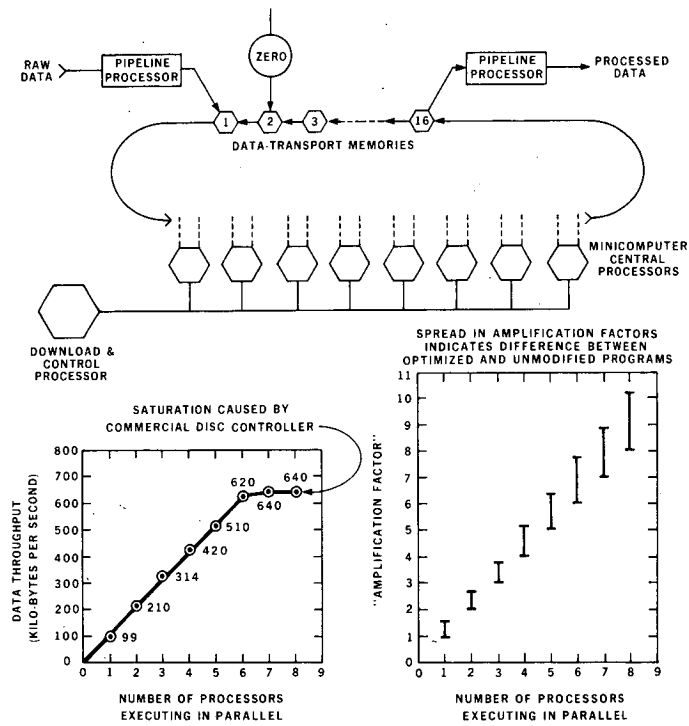 ZERO
RAW
DATA
PIPELINE
PROCESSOR
PIPELINE
PROCESSOR
PROCESSED
DATA
1
2
3
16
DATA-TRANSPORT MEMORIES
MINICOMPUTER
CENTRAL
PROCESSORS
DOWNLOAD &
CONTROL
PROCESSOR
SATURATION CAUSED BY
COMMERCIAL DISC CONTROLLER
DATA THROUGHPUT
(KILO-BYTES PER SECOND)
800
700
600
500
400
300
200
100
0
99
210
314
420
510
620
640
640
0 1 2 3 4 5 6 7 8 9
NUMBER OF PROCESSORS
EXECUTING IN PARALLEL
SPREAD IN AMPLIFICATION FACTORS
INDICATES DIFFERENCE BETWEEN
OPTIMIZED AND UNMODIFIED PROGRAMS
"AMPLIFICATION FACTOR"
11
10
9
8
7
6
5
4
3
2
1
0
0 1 2 3 4 5 6 7 8 9
NUMBER OF PROCESSORS
EXECUTING IN PARALLEL